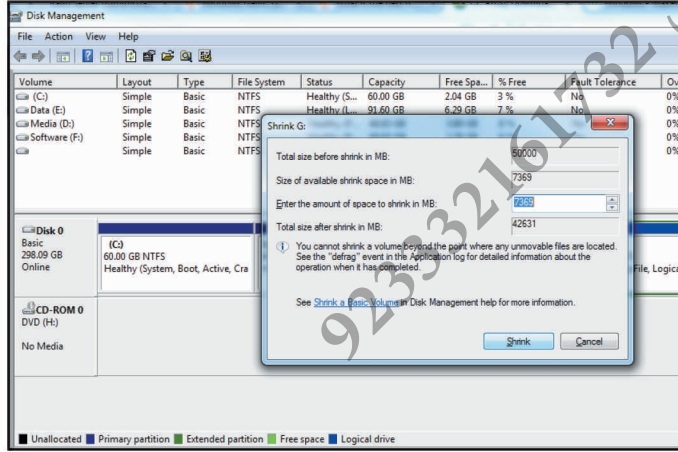 Disk Management
File Action View Help
Volume Layout Type File System Status Capacity Free Spa... % Free Fault Tolerance Ov
(C:) Simple Basic NTFS Healthy (S... 60.00 GB 2.04 GB 3 % No 0%
Data (E:) Simple Basic NTFS Healthy (L... 91.60 GB 6.29 GB 7 % No 0%
Media (D:) Simple Basic NTFS 0%
Software (F:) Simple Basic NTFS 0%
Simple Basic NTFS 0%
Shrink G:
Total size before shrink in MB: 50000
Size of available shrink space in MB: 7369
Enter the amount of space to shrink in MB: 7369
Total size after shrink in MB: 42631
You cannot shrink a volume beyond the point where any unmovable files are located.
See the "defrag" event in the Application log for detailed information about the
operation when it has completed.
See Shrink a Basic Volume in Disk Management help for more information.
Shrink Cancel
Disk 0
Basic
298.09 GB
Online
(C:)
60.00 GB NTFS
Healthy (System, Boot, Active, Cra
File, Logica
CD-ROM 0
DVD (H:)
No Media
Unallocated Primary partition Extended partition Free space Logical drive
923332161732